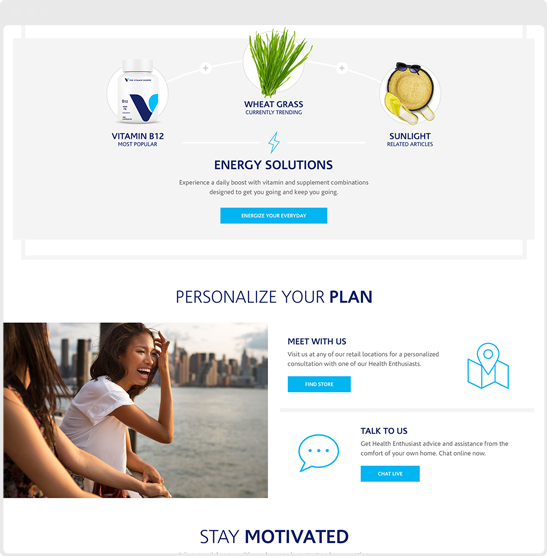 THE VITAMIN SHOPPE
B12
WHEAT GRASS
CURRENTLY TRENDING
VITAMIN B12
MOST POPULAR
SUNLIGHT
RELATED ARTICLES
ENERGY SOLUTIONS
Experience a daily boost with vitamin and supplement combinations
designed to get you going and keep you going.
ENERGIZE YOUR EVERYDAY
PERSONALIZE YOUR PLAN
MEET WITH US
Visit us at any of our retail locations for a personalized
consultation with one of our Health Enthusiasts.
FIND STORE
TALK TO US
Get Health Enthusiast advice and assistance from the
comfort of your own home. Chat online now.
CHAT LIVE
STAY MOTIVATED